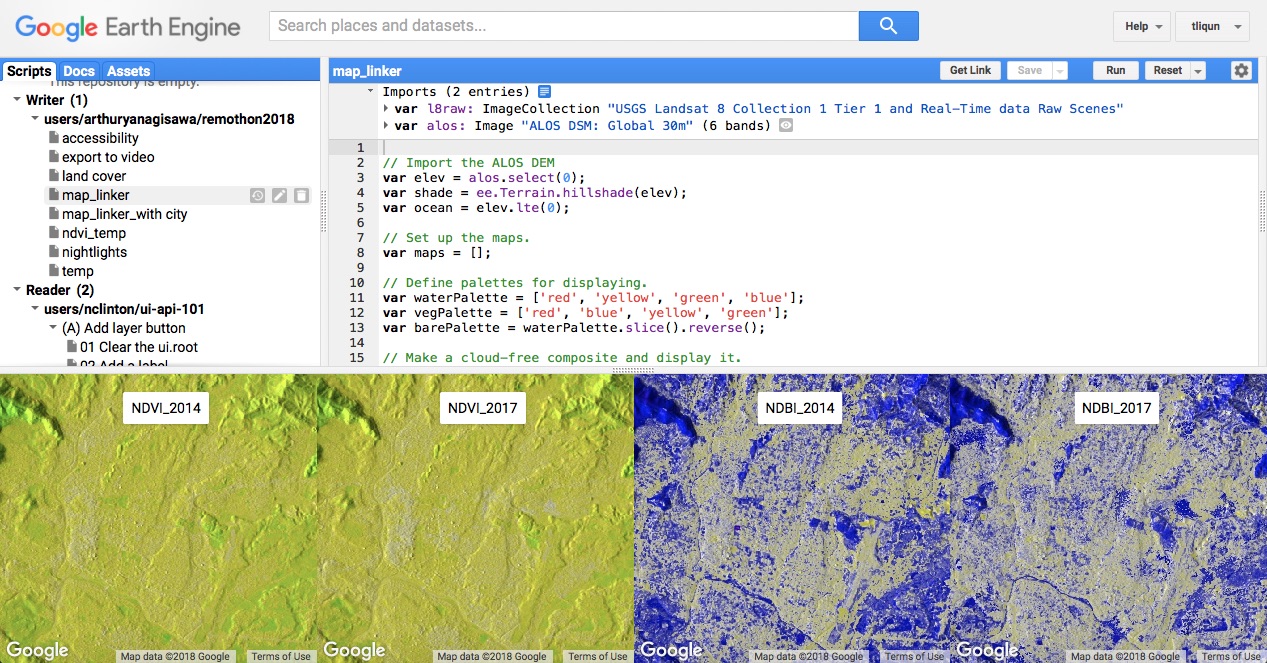 Google Earth Engine
Search places and datasets...
Help
tliqun
Scripts Docs Assets
This repository is empty.
Writer (1)
users/arthuryanagisawa/remothon2018
accessibility
export to video
land cover
map_linker
map_linker_with city
ndvi_temp
nightlights
temp
Reader (2)
users/nclinton/ui-api-101
(A) Add layer button
01 Clear the ui.root
02 Add a label
map_linker
Get Link Save Run Reset
Imports (2 entries)
var l8raw: ImageCollection "USGS Landsat 8 Collection 1 Tier 1 and Real-Time data Raw Scenes"
var alos: Image "ALOS DSM: Global 30m" (6 bands)
1
2 // Import the ALOS DEM
3 var elev = alos.select(0);
4 var shade = ee.Terrain.hillshade(elev);
5 var ocean = elev.lte(0);
6
7 // Set up the maps.
8 var maps = [];
9
10 // Define palettes for displaying.
11 var waterPalette = ['red', 'yellow', 'green', 'blue'];
12 var vegPalette = ['red', 'blue', 'yellow', 'green'];
13 var barePalette = waterPalette.slice().reverse();
14
15 // Make a cloud-free composite and display it.
NDVI_2014
NDVI_2017
NDBI_2014
NDBI_2017
Google Map data ©2018 Google Terms of Use
Google Map data ©2018 Google Terms of Use
Google Map data ©2018 Google Terms of Use
Google Map data ©2018 Google Terms of Use